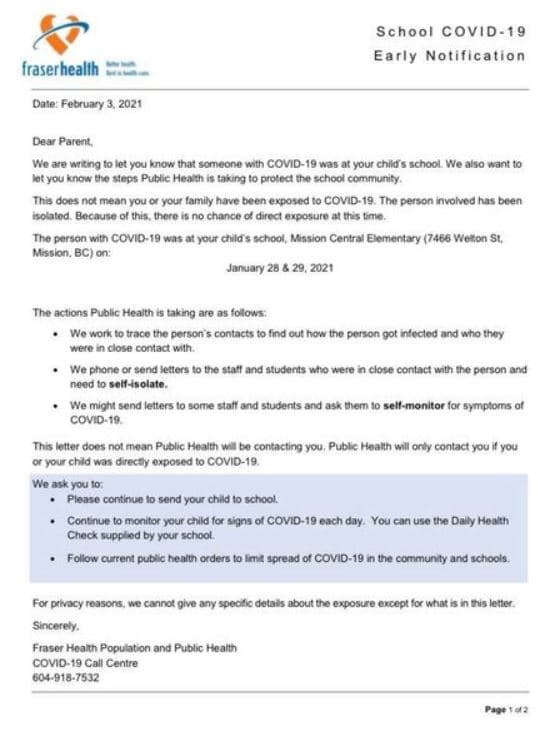 School COVID-19
Early Notification
fraserhealth
Better health.
Best in health care.
Date: February 3, 2021
Dear Parent,
We are writing to let you know that someone with COVID-19 was at your child's school. We also want to
let you know the steps Public Health is taking to protect the school community.
This does not mean you or your family have been exposed to COVID-19. The person involved has been
isolated. Because of this, there is no chance of direct exposure at this time.
The person with COVID-19 was at your child's school, Mission Central Elementary (7466 Welton St,
Mission, BC) on:
January 28 & 29, 2021
The actions Public Health is taking are as follows:
• We work to trace the person's contacts to find out how the person got infected and who they
were in close contact with.
• We phone or send letters to the staff and students who were in close contact with the person and
need to self-isolate.
• We might send letters to some staff and students and ask them to self-monitor for symptoms of
COVID-19.
This letter does not mean Public Health will be contacting you. Public Health will only contact you if you
or your child was directly exposed to COVID-19.
We ask you to:
• Please continue to send your child to school.
• Continue to monitor your child for signs of COVID-19 each day. You can use the Daily Health
Check supplied by your school.
• Follow current public health orders to limit spread of COVID-19 in the community and schools.
For privacy reasons, we cannot give any specific details about the exposure except for what is in this letter.
Sincerely,
Fraser Health Population and Public Health
COVID-19 Call Centre
604-918-7532
Page 1 of 2